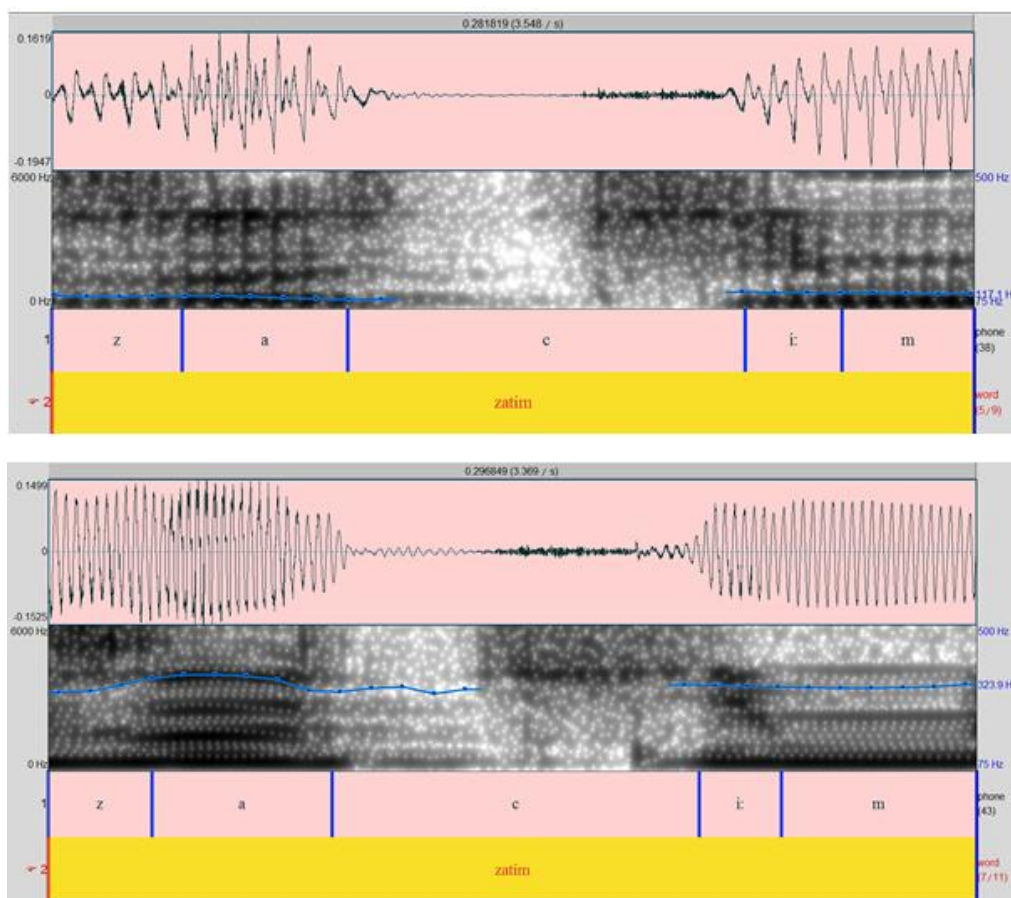 0.281819 (3.548 / s)
0.1619
0
-0.1947
6000 Hz
500 Hz
117.1 H
0 Hz
75 Hz
1 z a c i: m phone
(38)
2 zatim word
(5/9)
0.296849 (3.369 / s)
0.1499
0
-0.1525
6000 Hz
500 Hz
323.9 H
0 Hz
75 Hz
1 z a c i: m phone
(43)
2 zatim word
(7/11)